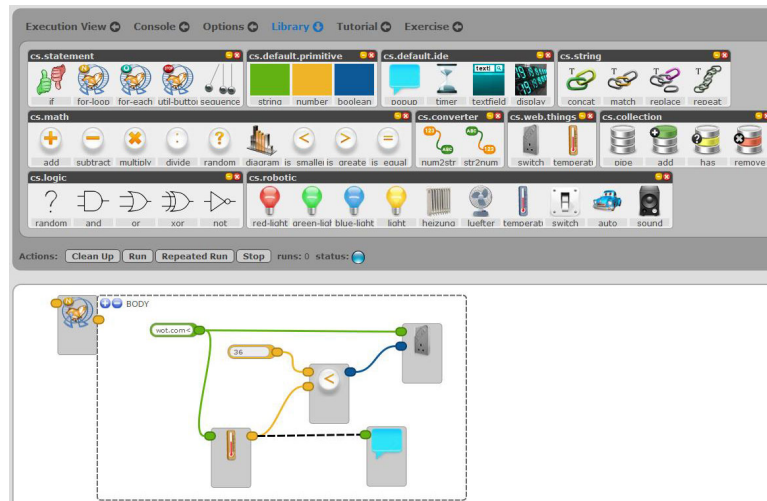 Execution View Console Options Library Tutorial Exercise
cs.statement cs.default.primitive cs.default.ide cs.string
if for-loop for-each util-buttor sequence string number boolean popup timer textfield display concat match replace repeat
cs.math cs.converter cs.web.things cs.collection
add subtract multiply divide random diagram is smaller is greate is equal num2str str2num switch temperatı pipe add has remove
cs.logic cs.robotic
random and or xor not red-light green-ligh blue-light light heizung luefter temperatı switch auto sound
Actions: Clean Up Run Repeated Run Stop runs: 0 status:
BODY
wot.com<
36